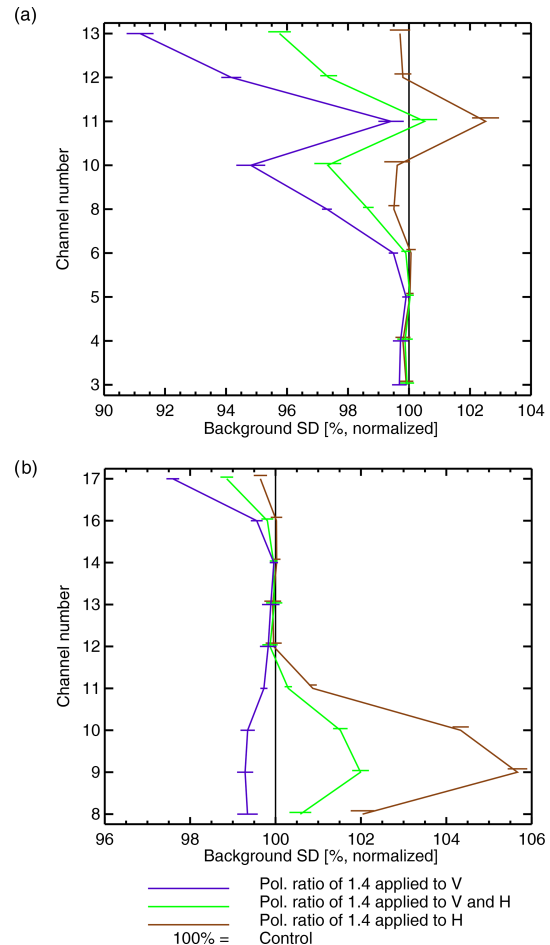 (a)
13
12
11
10
8
6
5
4
3
Channel number
90 92 94 96 98 100 102 104
Background SD [%, normalized]
(b)
17
16
14
13
12
11
10
9
8
Channel number
96 98 100 102 104 106
Background SD [%, normalized]
Pol. ratio of 1.4 applied to V
Pol. ratio of 1.4 applied to V and H
Pol. ratio of 1.4 applied to H
100% = Control